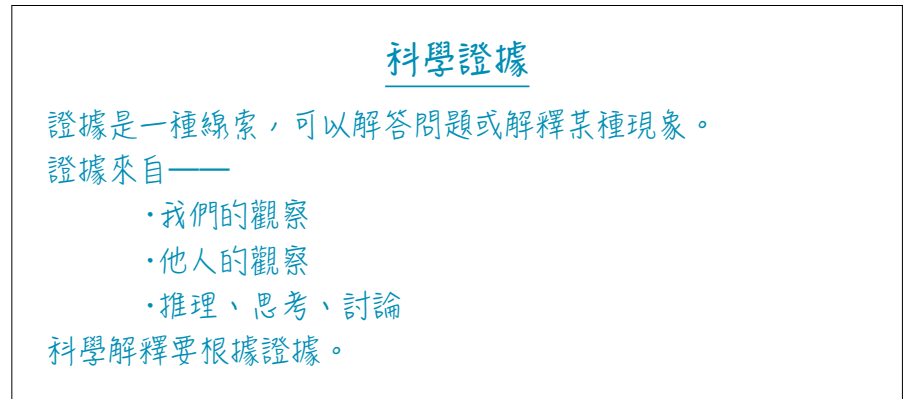 科學證據
證據是一種線索，可以解答問題或解釋某種現象。
證據來自——
·我們的觀察
·他人的觀察
·推理、思考、討論
科學解釋要根據證據。